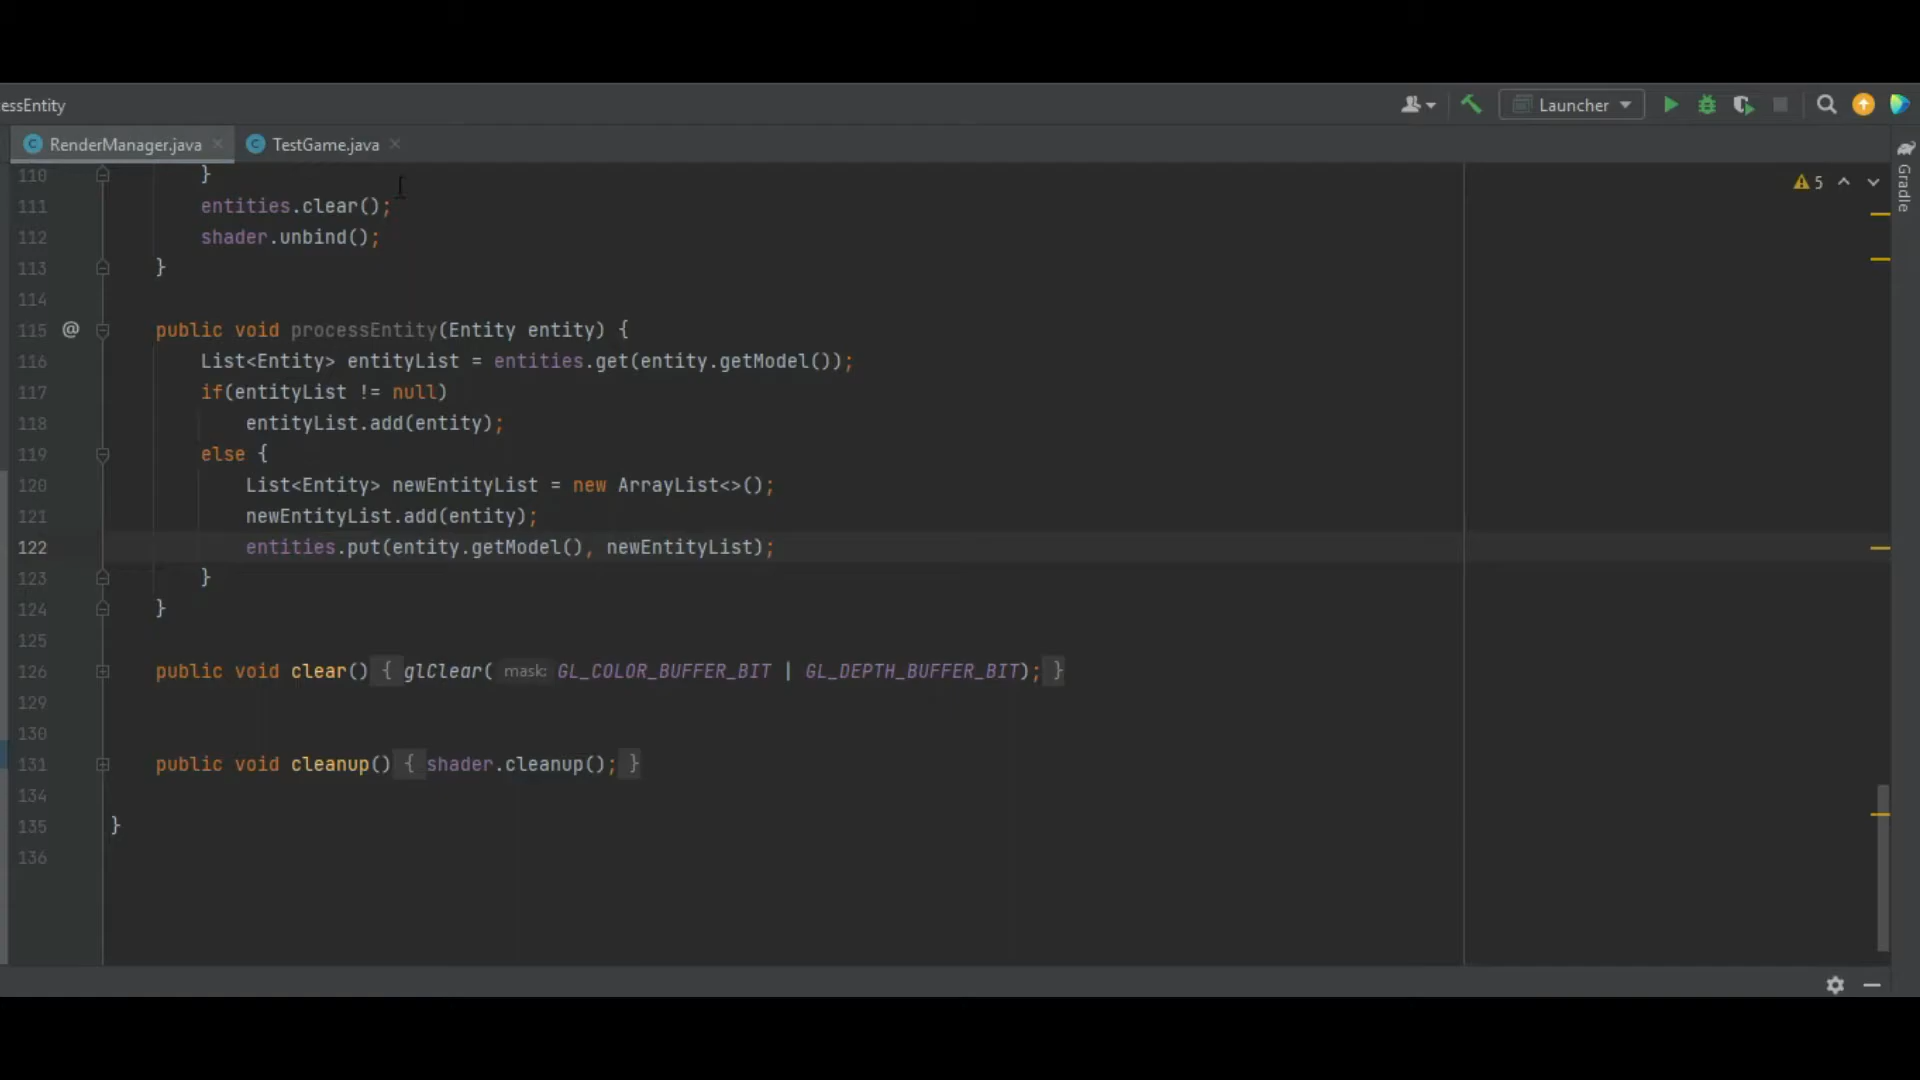 essEntity
Launcher
RenderManager.java
TestGame.java
Gradle
5
110 }
111 entities.clear();
112 shader.unbind();
113 }
114
115 @ public void processEntity(Entity entity) {
116 List<Entity> entityList = entities.get(entity.getModel());
117 if(entityList != null)
118 entityList.add(entity);
119 else {
120 List<Entity> newEntityList = new ArrayList<>();
121 newEntityList.add(entity);
122 entities.put(entity.getModel(), newEntityList);
123 }
124 }
125
126 public void clear() { glClear( mask: GL_COLOR_BUFFER_BIT | GL_DEPTH_BUFFER_BIT); }
129
130
131 public void cleanup() { shader.cleanup(); }
134
135 }
136